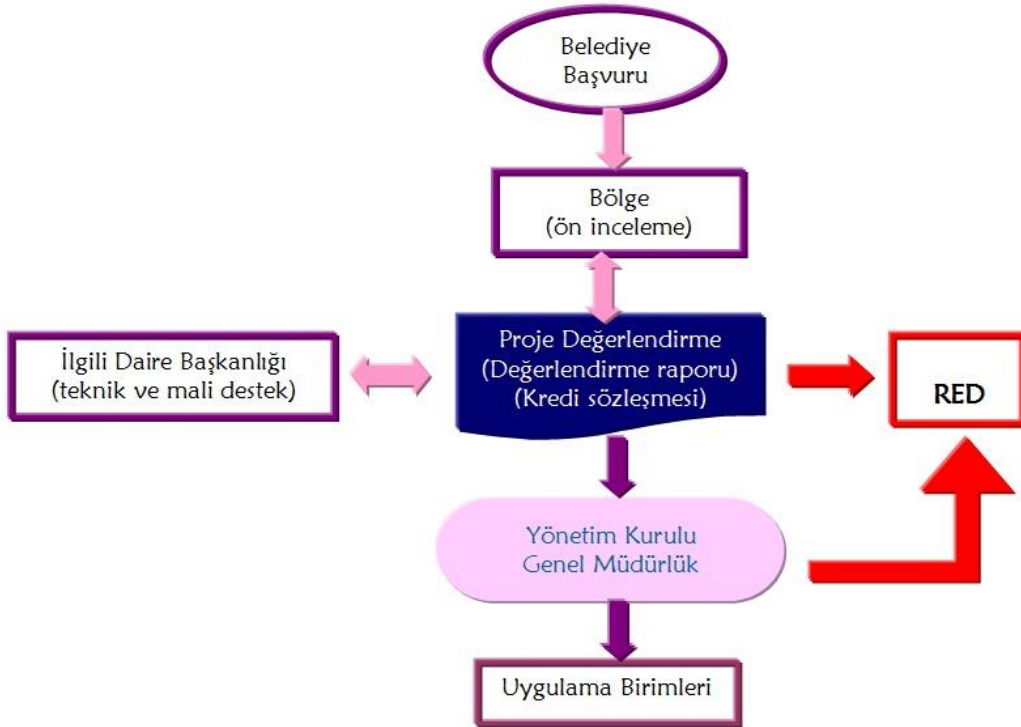 Belediye
Başvuru
Bölge
(ön inceleme)
İlgili Daire Başkanlığı
(teknik ve mali destek)
Proje Değerlendirme
(Değerlendirme raporu)
(Kredi sözleşmesi)
RED
Yönetim Kurulu
Genel Müdürlük
Uygulama Birimleri